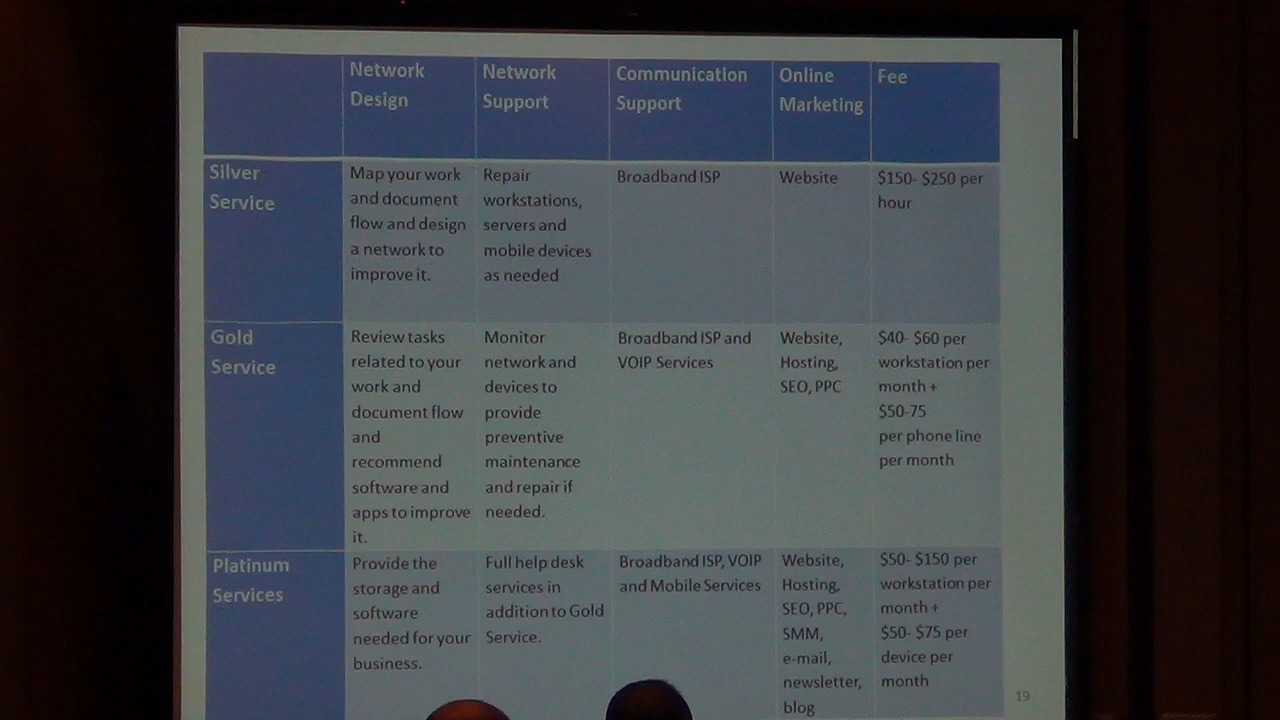 Network
Design
Network
Support
Communication
Support
Online
Marketing
Fee
Silver
Service
Map your work
and document
flow and design
a network to
improve it.
Repair
workstations,
servers and
mobile devices
as needed
Broadband ISP
Website
$150- $250 per
hour
Gold
Service
Review tasks
related to your
work and
document flow
and
recommend
software and
apps to improve
it.
Monitor
network and
devices to
provide
preventive
maintenance
and repair if
needed.
Broadband ISP and
VOIP Services
Website,
Hosting,
SEO, PPC
$40- $60 per
workstation per
month +
$50-75
per phone line
per month
Platinum
Services
Provide the
storage and
software
needed for your
business.
Full help desk
services in
addition to Gold
Service.
Broadband ISP, VOIP
and Mobile Services
Website,
Hosting,
SEO, PPC,
SMM,
e-mail,
newsletter,
blog
$50- $150 per
workstation per
month +
$50- $75 per
device per
month
19